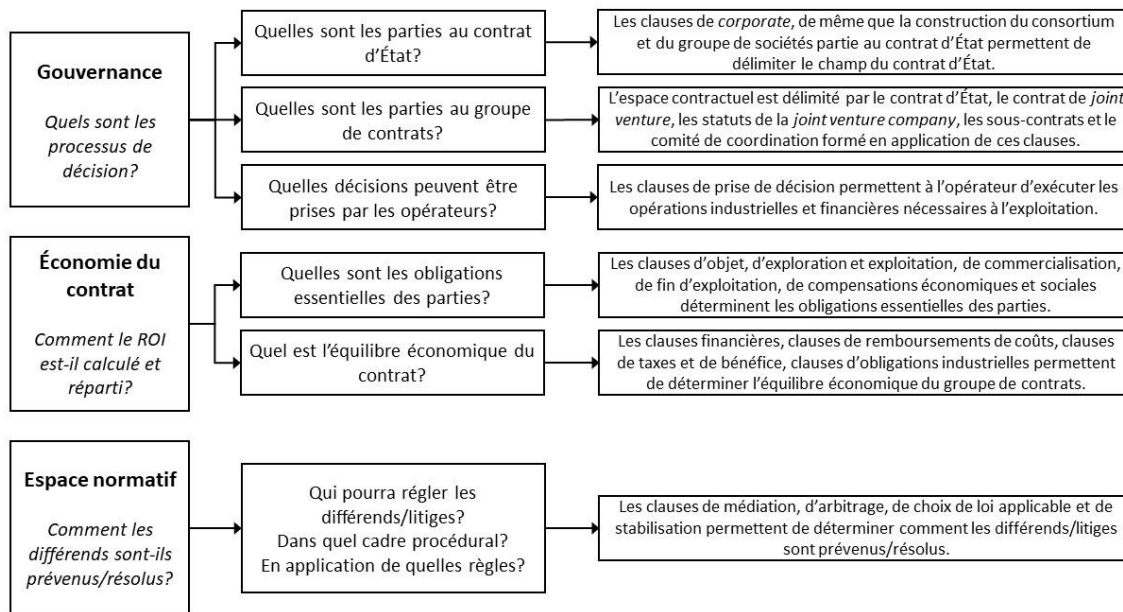 Gouvernance
Quels sont les
processus de
décision?
Quelles sont les parties au contrat
d’État?
Les clauses de corporate, de même que la construction du consortium
et du groupe de sociétés partie au contrat d’État permettent de
délimiter le champ du contrat d’État.
Quelles sont les parties au groupe
de contrats?
L’espace contractuel est délimité par le contrat d’État, le contrat de joint
venture, les statuts de la joint venture company, les sous-contrats et le
comité de coordination formé en application de ces clauses.
Quelles décisions peuvent être
prises par les opérateurs?
Les clauses de prise de décision permettent à l’opérateur d’exécuter les
opérations industrielles et financières nécessaires à l’exploitation.
Économie du
contrat
Comment le ROI
est-il calculé et
réparti?
Quelles sont les obligations
essentielles des parties?
Les clauses d’objet, d’exploration et exploitation, de commercialisation,
de fin d’exploitation, de compensations économiques et sociales
déterminent les obligations essentielles des parties.
Quel est l’équilibre économique du
contrat?
Les clauses financières, clauses de remboursements de coûts, clauses
de taxes et de bénéfice, clauses d’obligations industrielles permettent
de déterminer l’équilibre économique du groupe de contrats.
Espace normatif
Comment les
différends sont-ils
prévenus/résolus?
Qui pourra régler les
différends/litiges?
Dans quel cadre procédural?
En application de quelles règles?
Les clauses de médiation, d’arbitrage, de choix de loi applicable et de
stabilisation permettent de déterminer comment les différends/litiges
sont prévenus/résolus.